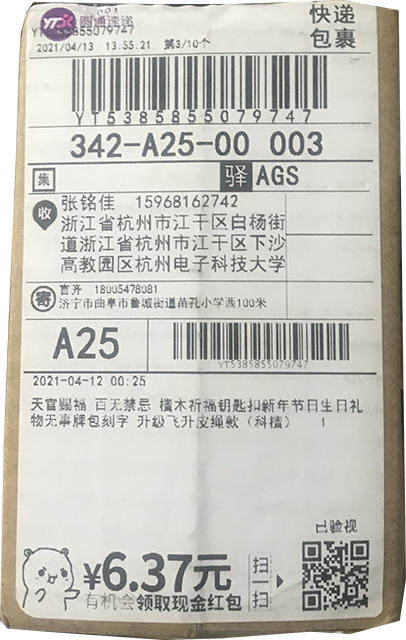 圆通速递
YT5385855079747
2021/04/13 13:55:21 第3/10个
快递
包裹
YT5385855079747
342-A25-00 003
集
驿 AGS
收 张铭佳 15968162742
浙江省杭州市江干区白杨街
道浙江省杭州市江干区下沙
高教园区杭州电子科技大学
寄 官齐 18005478081
济宁市曲阜市鲁城街道苗孔小学西100米
A25
YT5385855079747
2021-04-12 00:25
天官赐福 百无禁忌 檀木祈福钥匙扣新年节日生日礼
物无事牌包刻字 升级飞升皮绳款（科檀） 1
已验视
¥6.37元
有机会领取现金红包
扫一扫